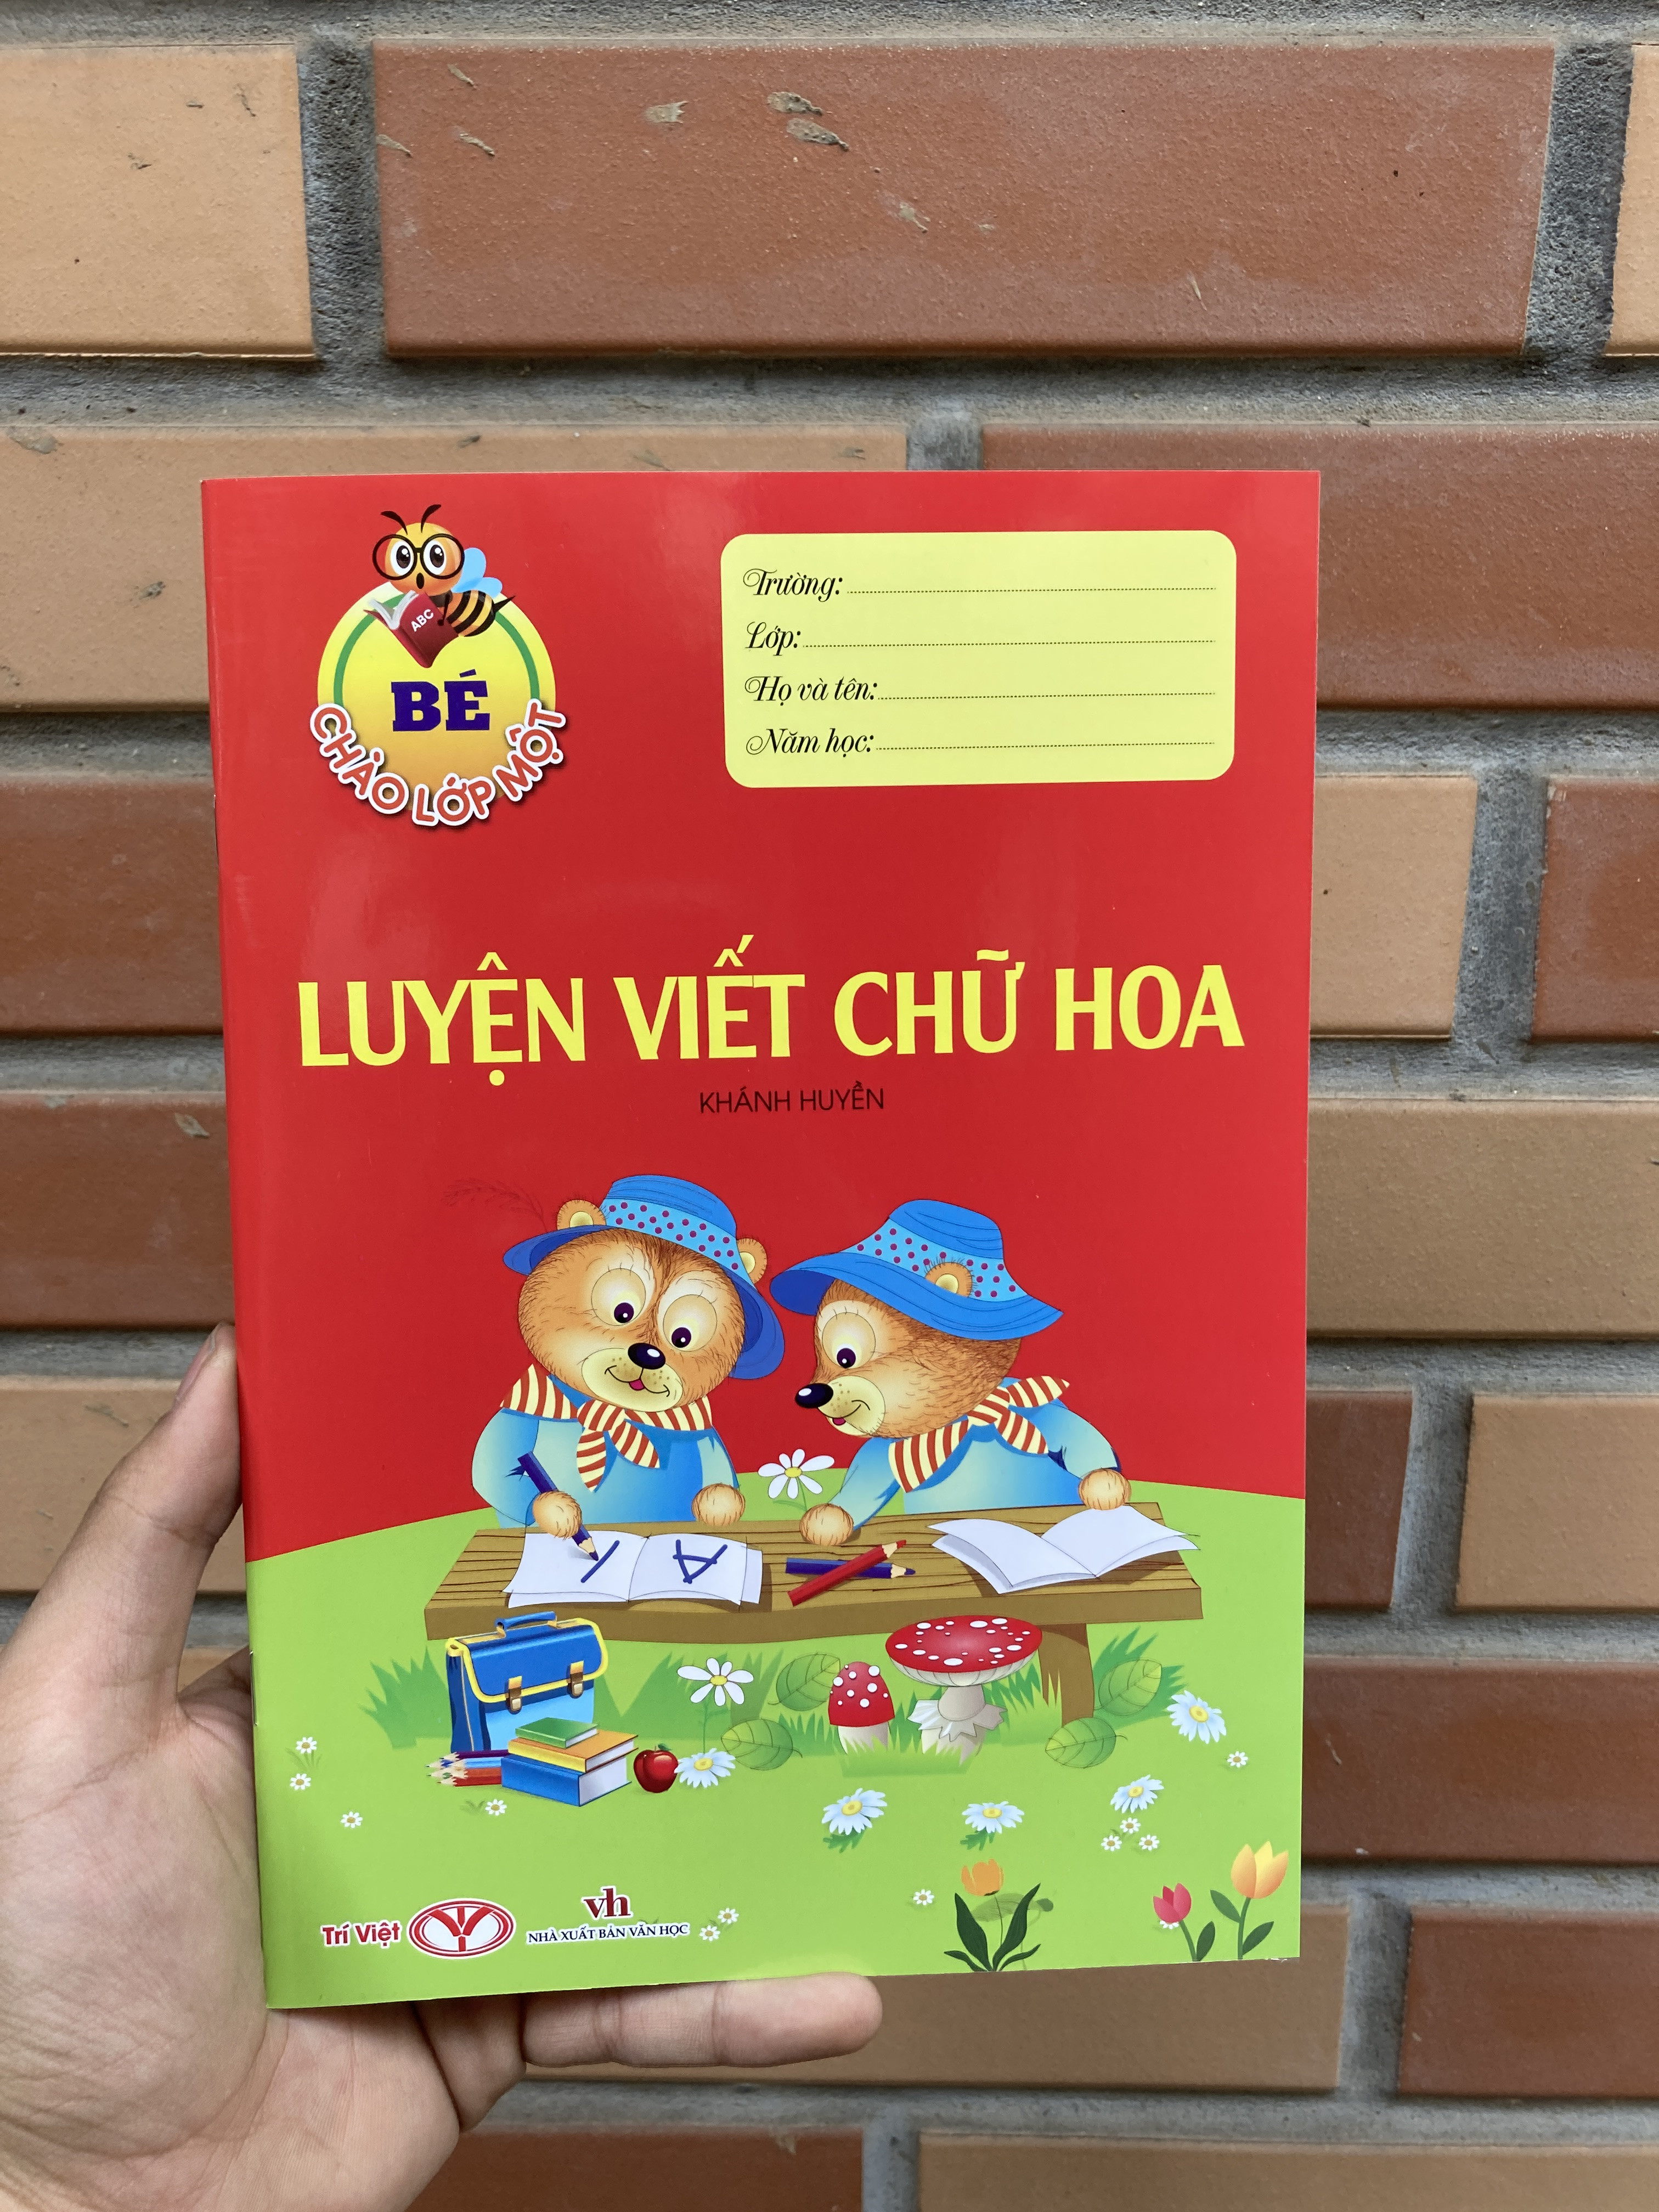 ABC
BÉ
CHÀO LỚP MỘT
Trường:
Lớp:
Họ và tên:
Năm học:
LUYỆN VIẾT CHỮ HOA
KHÁNH HUYỀN
A
Trí Việt
vh
NHÀ XUẤT BẢN VĂN HỌC